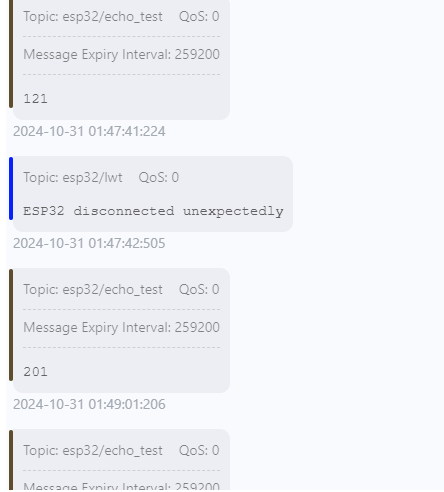 Topic: esp32/echo_test QoS: 0
Message Expiry Interval: 259200
121
2024-10-31 01:47:41:224
Topic: esp32/lwt QoS: 0
ESP32 disconnected unexpectedly
2024-10-31 01:47:42:505
Topic: esp32/echo_test QoS: 0
Message Expiry Interval: 259200
201
2024-10-31 01:49:01:206
Topic: esp32/echo_test QoS: 0
Message Expiry Interval: 259200